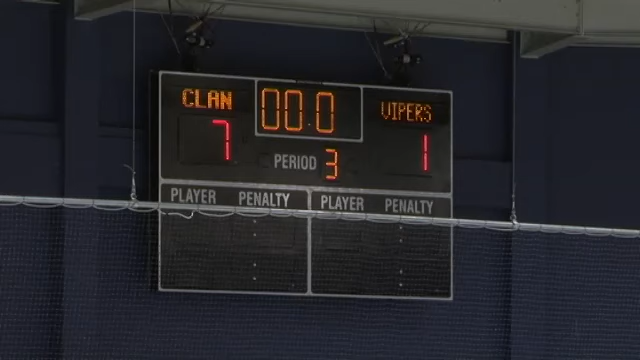 CLAN 00.0 VIPERS
7 1
PERIOD 3
PLAYER PENALTY PLAYER PENALTY